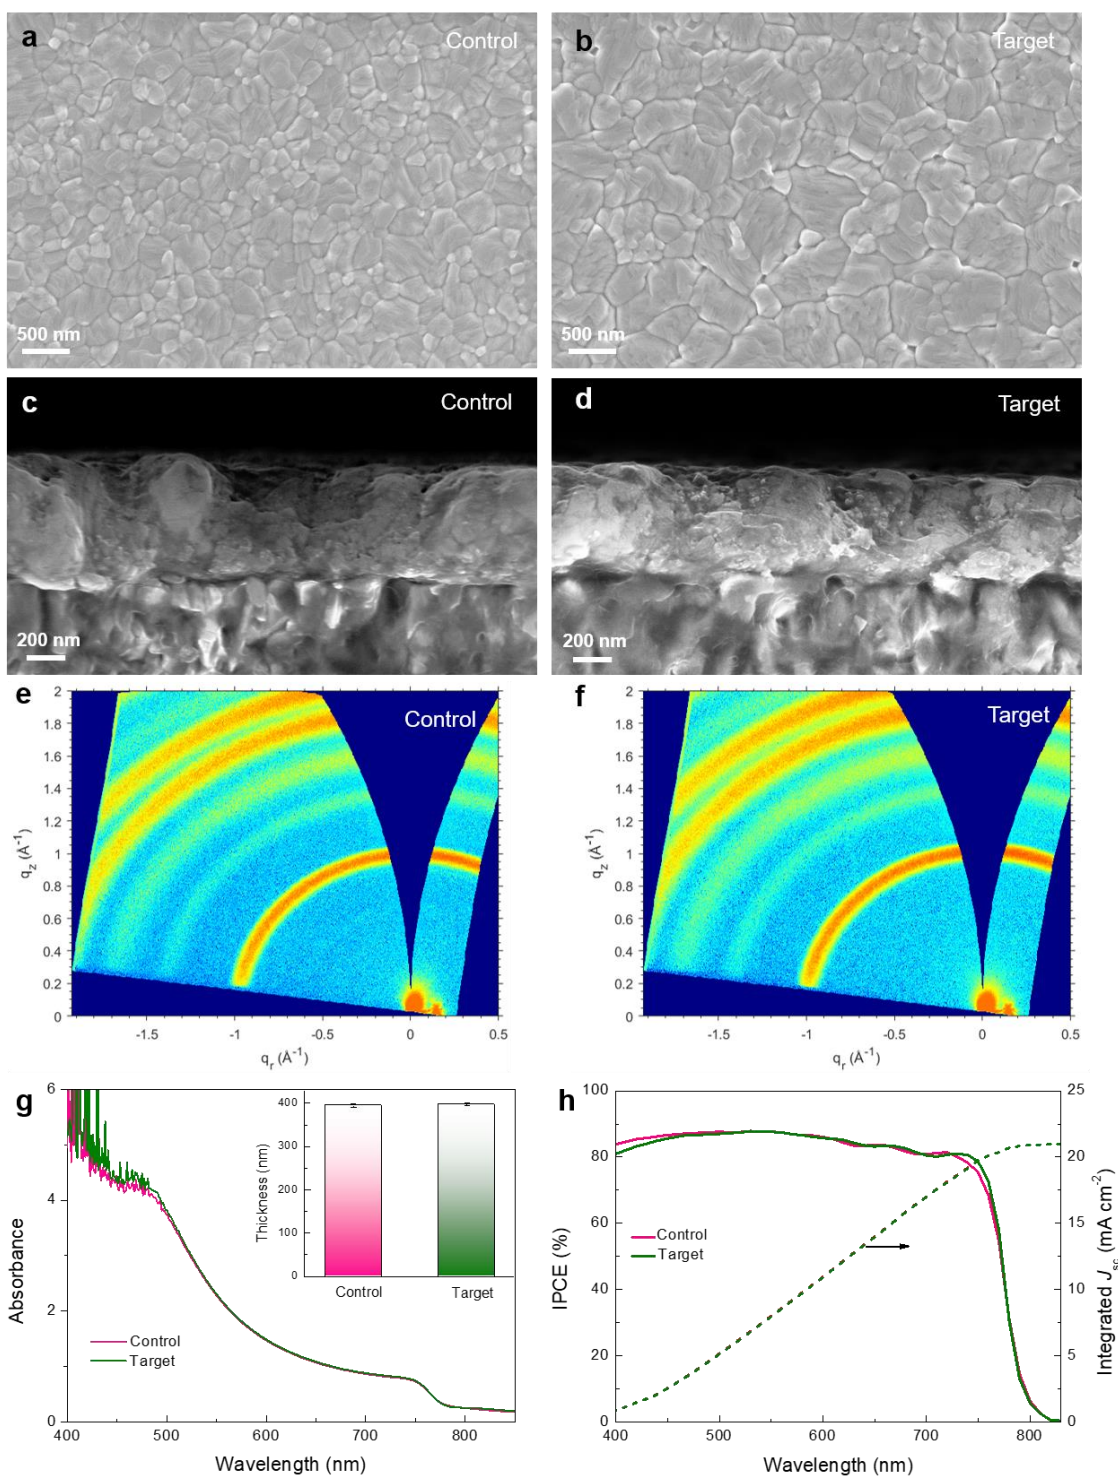 a Control
500 nm
b Target
500 nm
c Control
200 nm
d Target
200 nm
e Control
2
1.8
1.6
1.4
1.2
1
0.8
0.6
0.4
0.2
0
q_z (Å⁻¹)
-1.5 -1 -0.5 0 0.5
q_r (Å⁻¹)
f Target
2
1.8
1.6
1.4
1.2
1
0.8
0.6
0.4
0.2
0
q_z (Å⁻¹)
-1.5 -1 -0.5 0 0.5
q_r (Å⁻¹)
g
6
4
2
0
Absorbance
400
300
200
100
0
Thickness (nm)
Control Target
Control
Target
400 500 600 700 800
Wavelength (nm)
h
100
80
60
40
20
0
IPCE (%)
Control
Target
25
20
15
10
5
0
Integrated J_sc (mA cm⁻²)
400 500 600 700 800
Wavelength (nm)